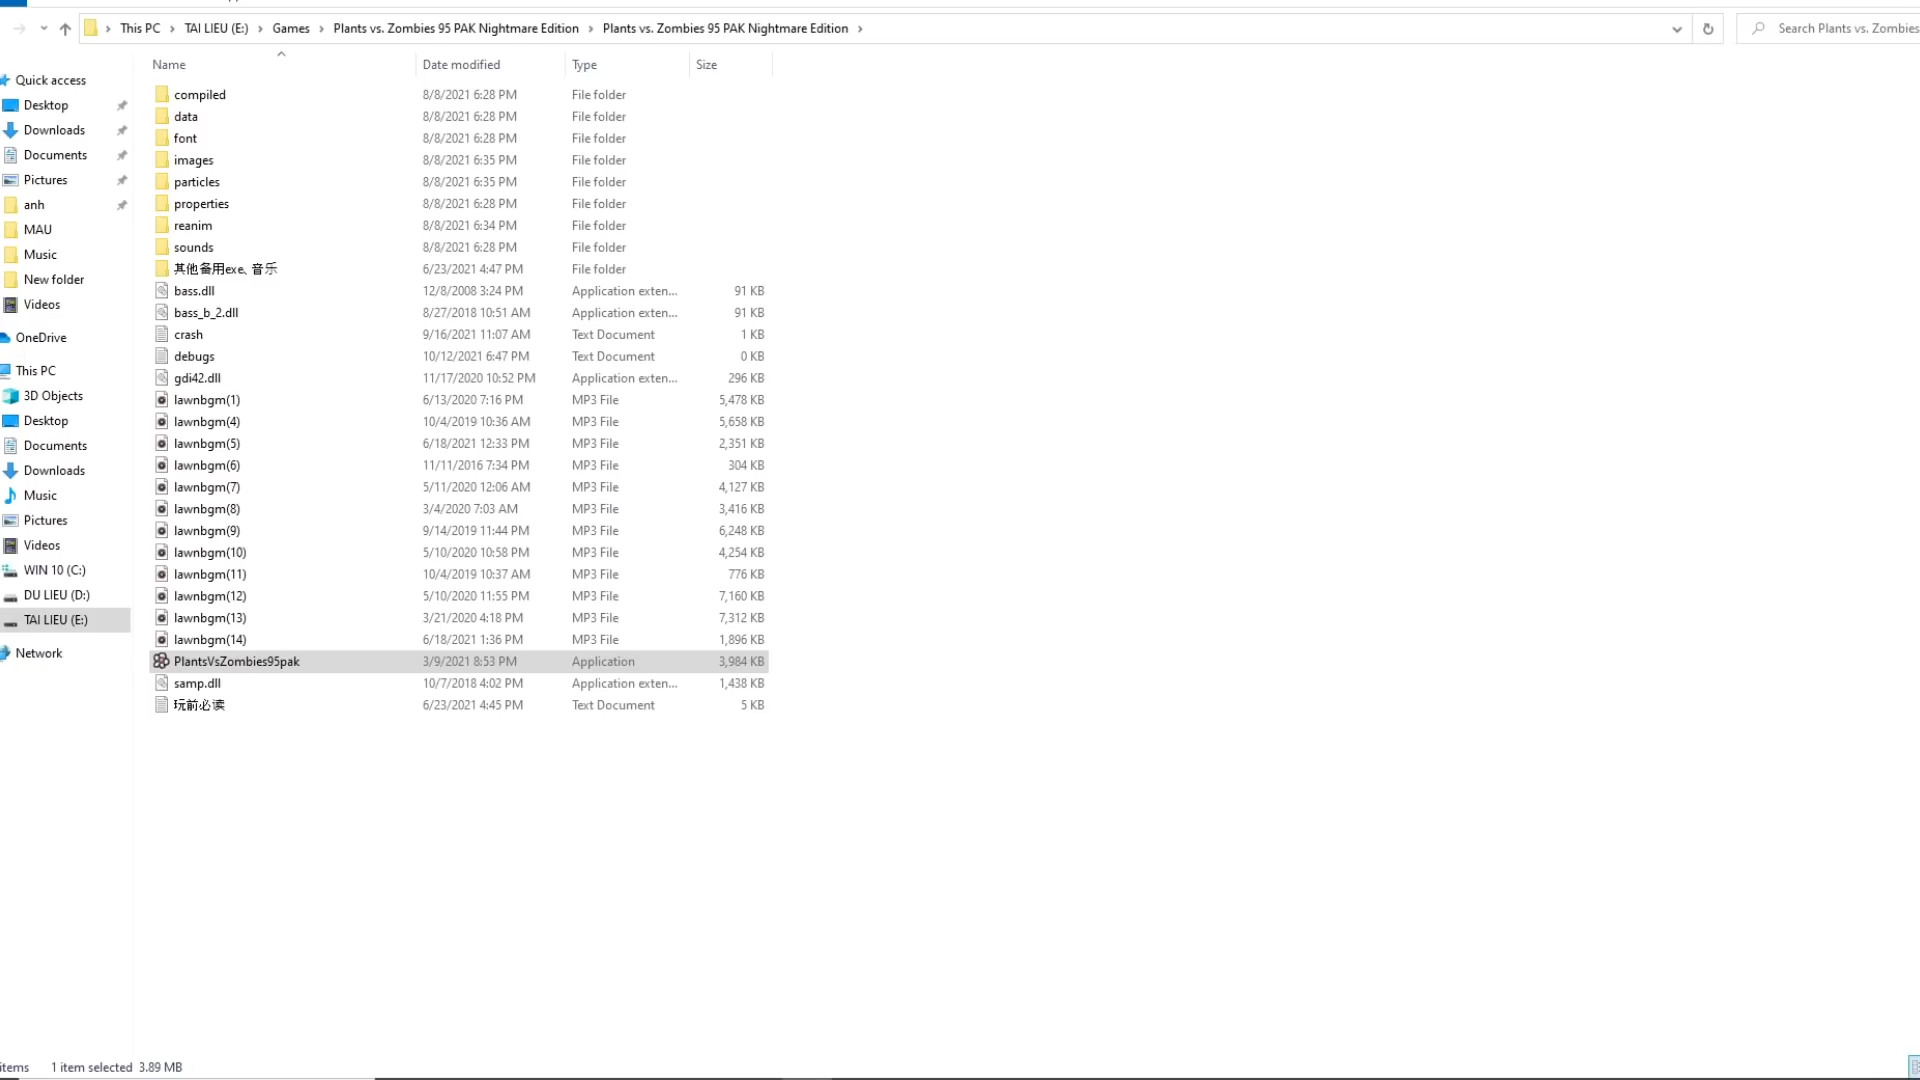 This PC › TAI LIEU (E:) › Games › Plants vs. Zombies 95 PAK Nightmare Edition › Plants vs. Zombies 95 PAK Nightmare Edition ›
Search Plants vs. Zombies
Name Date modified Type Size
Quick access
Desktop
Downloads
Documents
Pictures
anh
MAU
Music
New folder
Videos
OneDrive
This PC
3D Objects
Desktop
Documents
Downloads
Music
Pictures
Videos
WIN 10 (C:)
DU LIEU (D:)
TAI LIEU (E:)
Network
compiled 8/8/2021 6:28 PM File folder
data 8/8/2021 6:28 PM File folder
font 8/8/2021 6:28 PM File folder
images 8/8/2021 6:35 PM File folder
particles 8/8/2021 6:35 PM File folder
properties 8/8/2021 6:28 PM File folder
reanim 8/8/2021 6:34 PM File folder
sounds 8/8/2021 6:28 PM File folder
其他备用exe、音乐 6/23/2021 4:47 PM File folder
bass.dll 12/8/2008 3:24 PM Application exten... 91 KB
bass_b_2.dll 8/27/2018 10:51 AM Application exten... 91 KB
crash 9/16/2021 11:07 AM Text Document 1 KB
debugs 10/12/2021 6:47 PM Text Document 0 KB
gdi42.dll 11/17/2020 10:52 PM Application exten... 296 KB
lawnbgm(1) 6/13/2020 7:16 PM MP3 File 5,478 KB
lawnbgm(4) 10/4/2019 10:36 AM MP3 File 5,658 KB
lawnbgm(5) 6/18/2021 12:33 PM MP3 File 2,351 KB
lawnbgm(6) 11/11/2016 7:34 PM MP3 File 304 KB
lawnbgm(7) 5/11/2020 12:06 AM MP3 File 4,127 KB
lawnbgm(8) 3/4/2020 7:03 AM MP3 File 3,416 KB
lawnbgm(9) 9/14/2019 11:44 PM MP3 File 6,248 KB
lawnbgm(10) 5/10/2020 10:58 PM MP3 File 4,254 KB
lawnbgm(11) 10/4/2019 10:37 AM MP3 File 776 KB
lawnbgm(12) 5/10/2020 11:55 PM MP3 File 7,160 KB
lawnbgm(13) 3/21/2020 4:18 PM MP3 File 7,312 KB
lawnbgm(14) 6/18/2021 1:36 PM MP3 File 1,896 KB
PlantsVsZombies95pak 3/9/2021 8:53 PM Application 3,984 KB
samp.dll 10/7/2018 4:02 PM Application exten... 1,438 KB
玩前必读 6/23/2021 4:45 PM Text Document 5 KB
items 1 item selected 3.89 MB